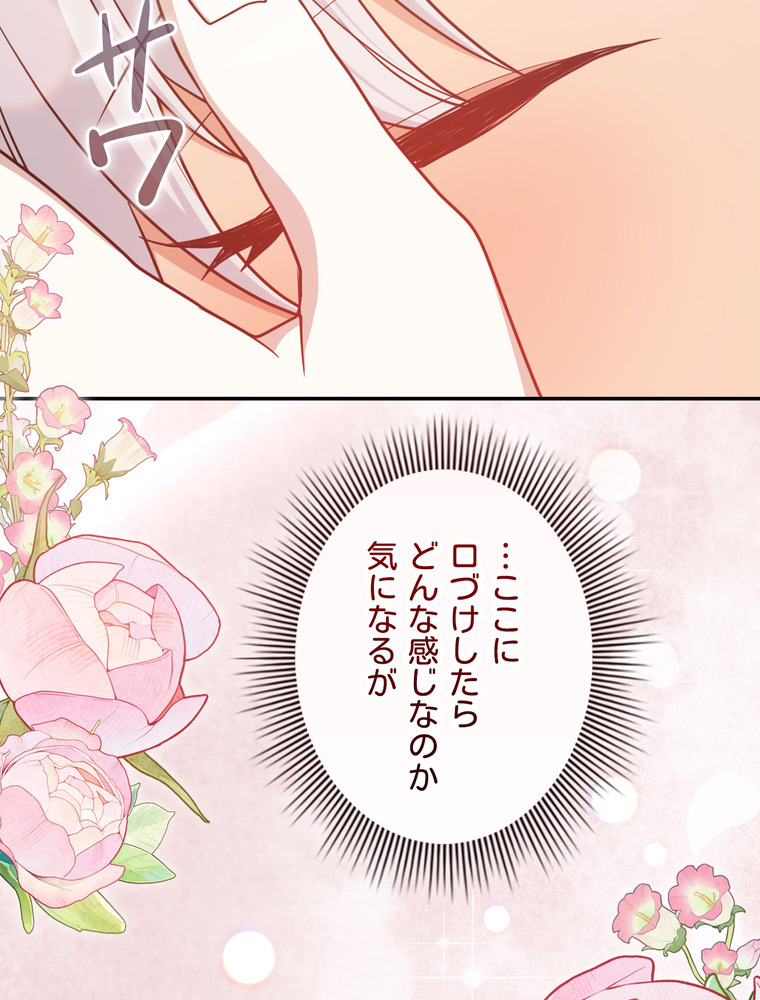 サワ
…ここに
口づけしたら
どんな感じなのか
気になるが